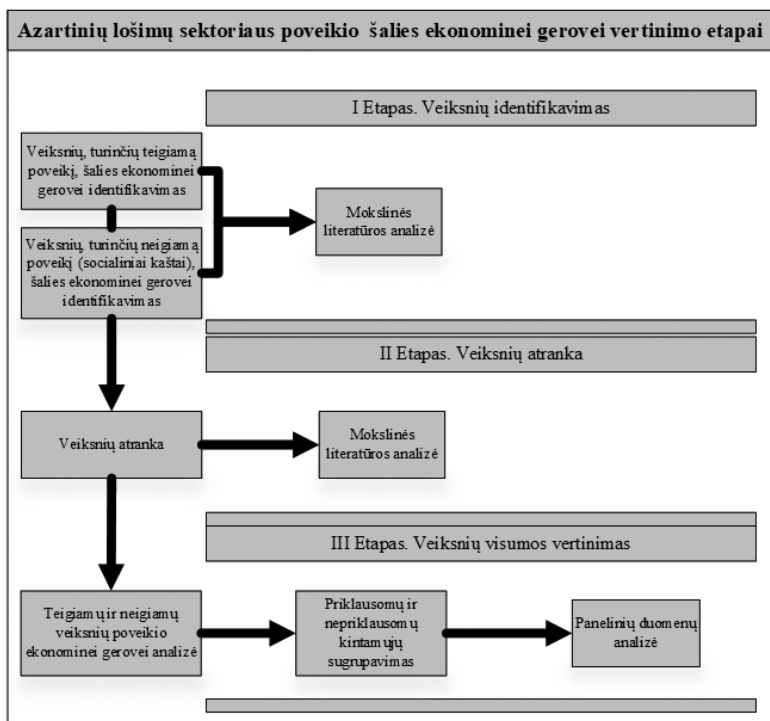 Azartinių lošimų sektoriaus poveikio šalies ekonominei gerovei vertinimo etapai
I Etapas. Veiksnių identifikavimas
Veiksnių, turinčių teigiamą
poveikį, šalies ekonominei
gerovei identifikavimas
Mokslinės
literatūros analizė
Veiksnių, turinčių neigiamą
poveikį (socialiniai kaštai),
šalies ekonominei gerovei
identifikavimas
II Etapas. Veiksnių atranka
Veiksnių atranka
Mokslinės
literatūros analizė
III Etapas. Veiksnių visumos vertinimas
Teigiamų ir neigiamų
veiksnių poveikio
ekonominei gerovei analizė
Priklausomų ir
nepriklausomų
kintamųjų
sugrupavimas
Panelinių duomenų
analizė